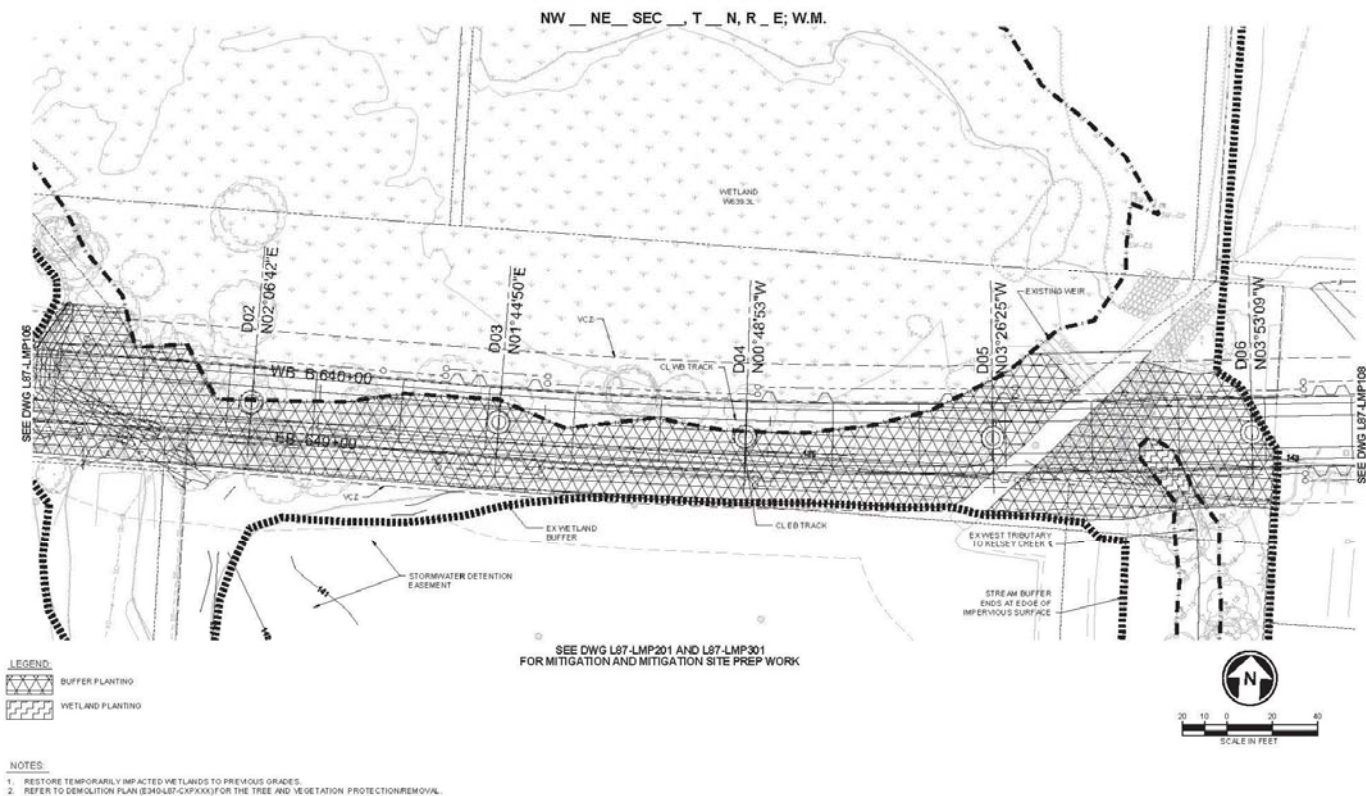 NW __ NE__ SEC __, T __ N, R _ E; W.M.
WETLAND
W639.3L
SEE DWG L87-LMP106
D02
N02°06'42"E
D03
N01°44'50"E
VCZ
D04
N00°48'53"W
CL WB TRACK
D05
N03°26'25"W
EXISTING WEIR
D06
N03°53'09"W
SEE DWG L87-LMP108
WB B 640+00
EB 640+00
VCZ
EX WETLAND
BUFFER
CL EB TRACK
EX WEST TRIBUTARY
TO KELSEY CREEK
STORMWATER DETENTION
EASEMENT
141
STREAM BUFFER
ENDS AT EDGE OF
IMPERVIOUS SURFACE
SEE DWG L87-LMP201 AND L87-LMP301
FOR MITIGATION AND MITIGATION SITE PREP WORK
LEGEND:
BUFFER PLANTING
WETLAND PLANTING
N
20 10 0 20 40
SCALE IN FEET
NOTES:
1. RESTORE TEMPORARILY IMPACTED WETLANDS TO PREVIOUS GRADES.
2. REFER TO DEMOLITION PLAN (E340-L87-CXPXXX) FOR THE TREE AND VEGETATION PROTECTION/REMOVAL.